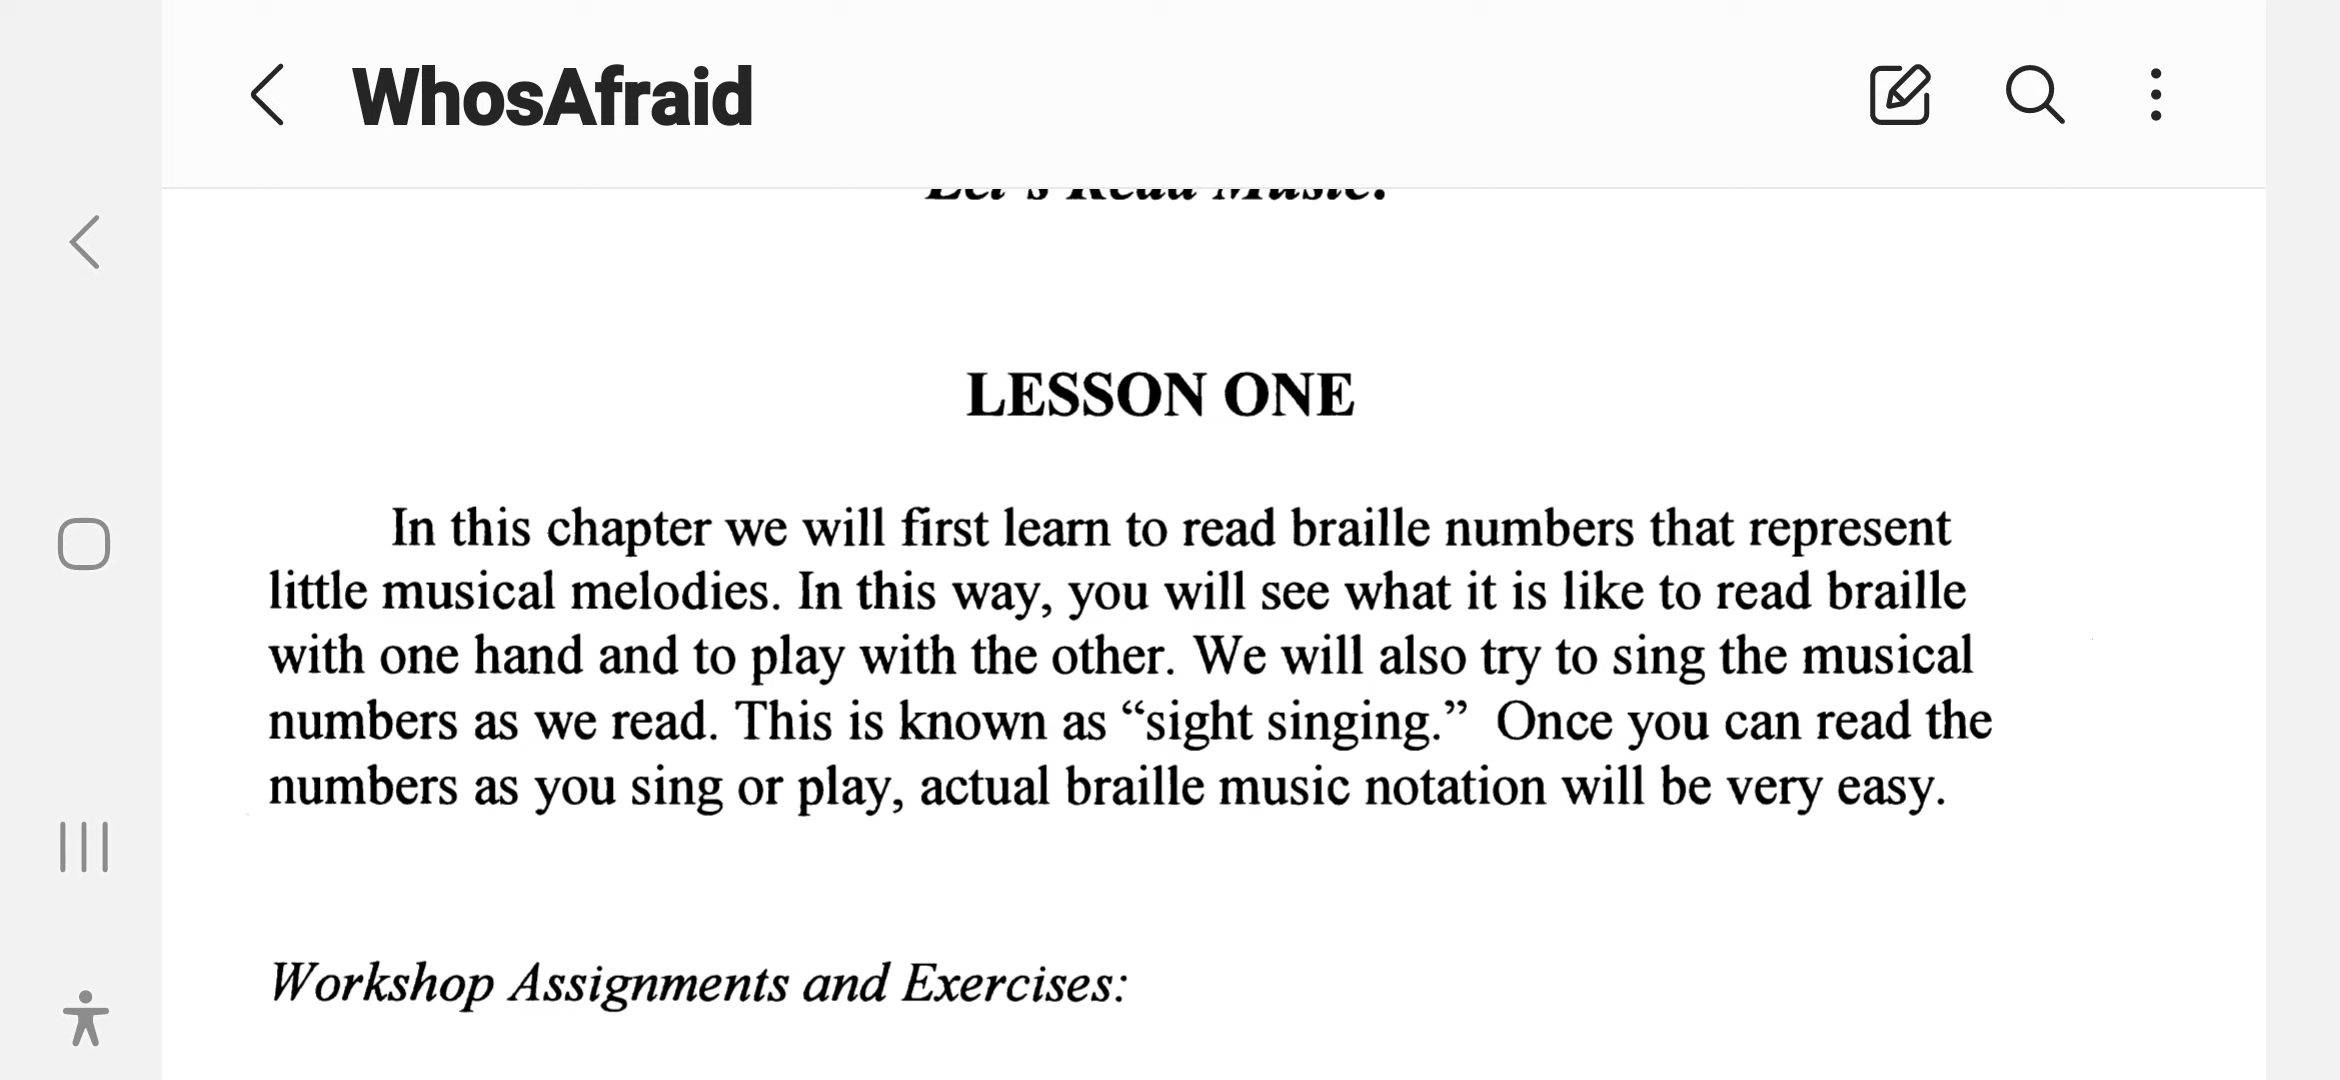 WhosAfraid
Let's Read Music.
LESSON ONE
In this chapter we will first learn to read braille numbers that represent
little musical melodies. In this way, you will see what it is like to read braille
with one hand and to play with the other. We will also try to sing the musical
numbers as we read. This is known as “sight singing.”  Once you can read the
numbers as you sing or play, actual braille music notation will be very easy.
Workshop Assignments and Exercises: